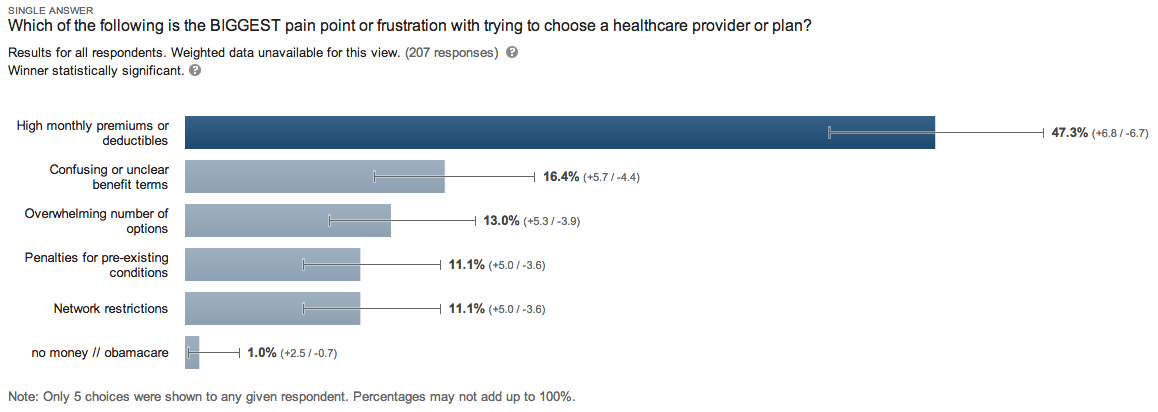 SINGLE ANSWER
Which of the following is the BIGGEST pain point or frustration with trying to choose a healthcare provider or plan?
Results for all respondents. Weighted data unavailable for this view. (207 responses) ?
Winner statistically significant. ?
High monthly premiums or
deductibles
47.3% (+6.8 / -6.7)
Confusing or unclear
benefit terms
16.4% (+5.7 / -4.4)
Overwhelming number of
options
13.0% (+5.3 / -3.9)
Penalties for pre-existing
conditions
11.1% (+5.0 / -3.6)
Network restrictions
11.1% (+5.0 / -3.6)
no money // obamacare
1.0% (+2.5 / -0.7)
Note: Only 5 choices were shown to any given respondent. Percentages may not add up to 100%.